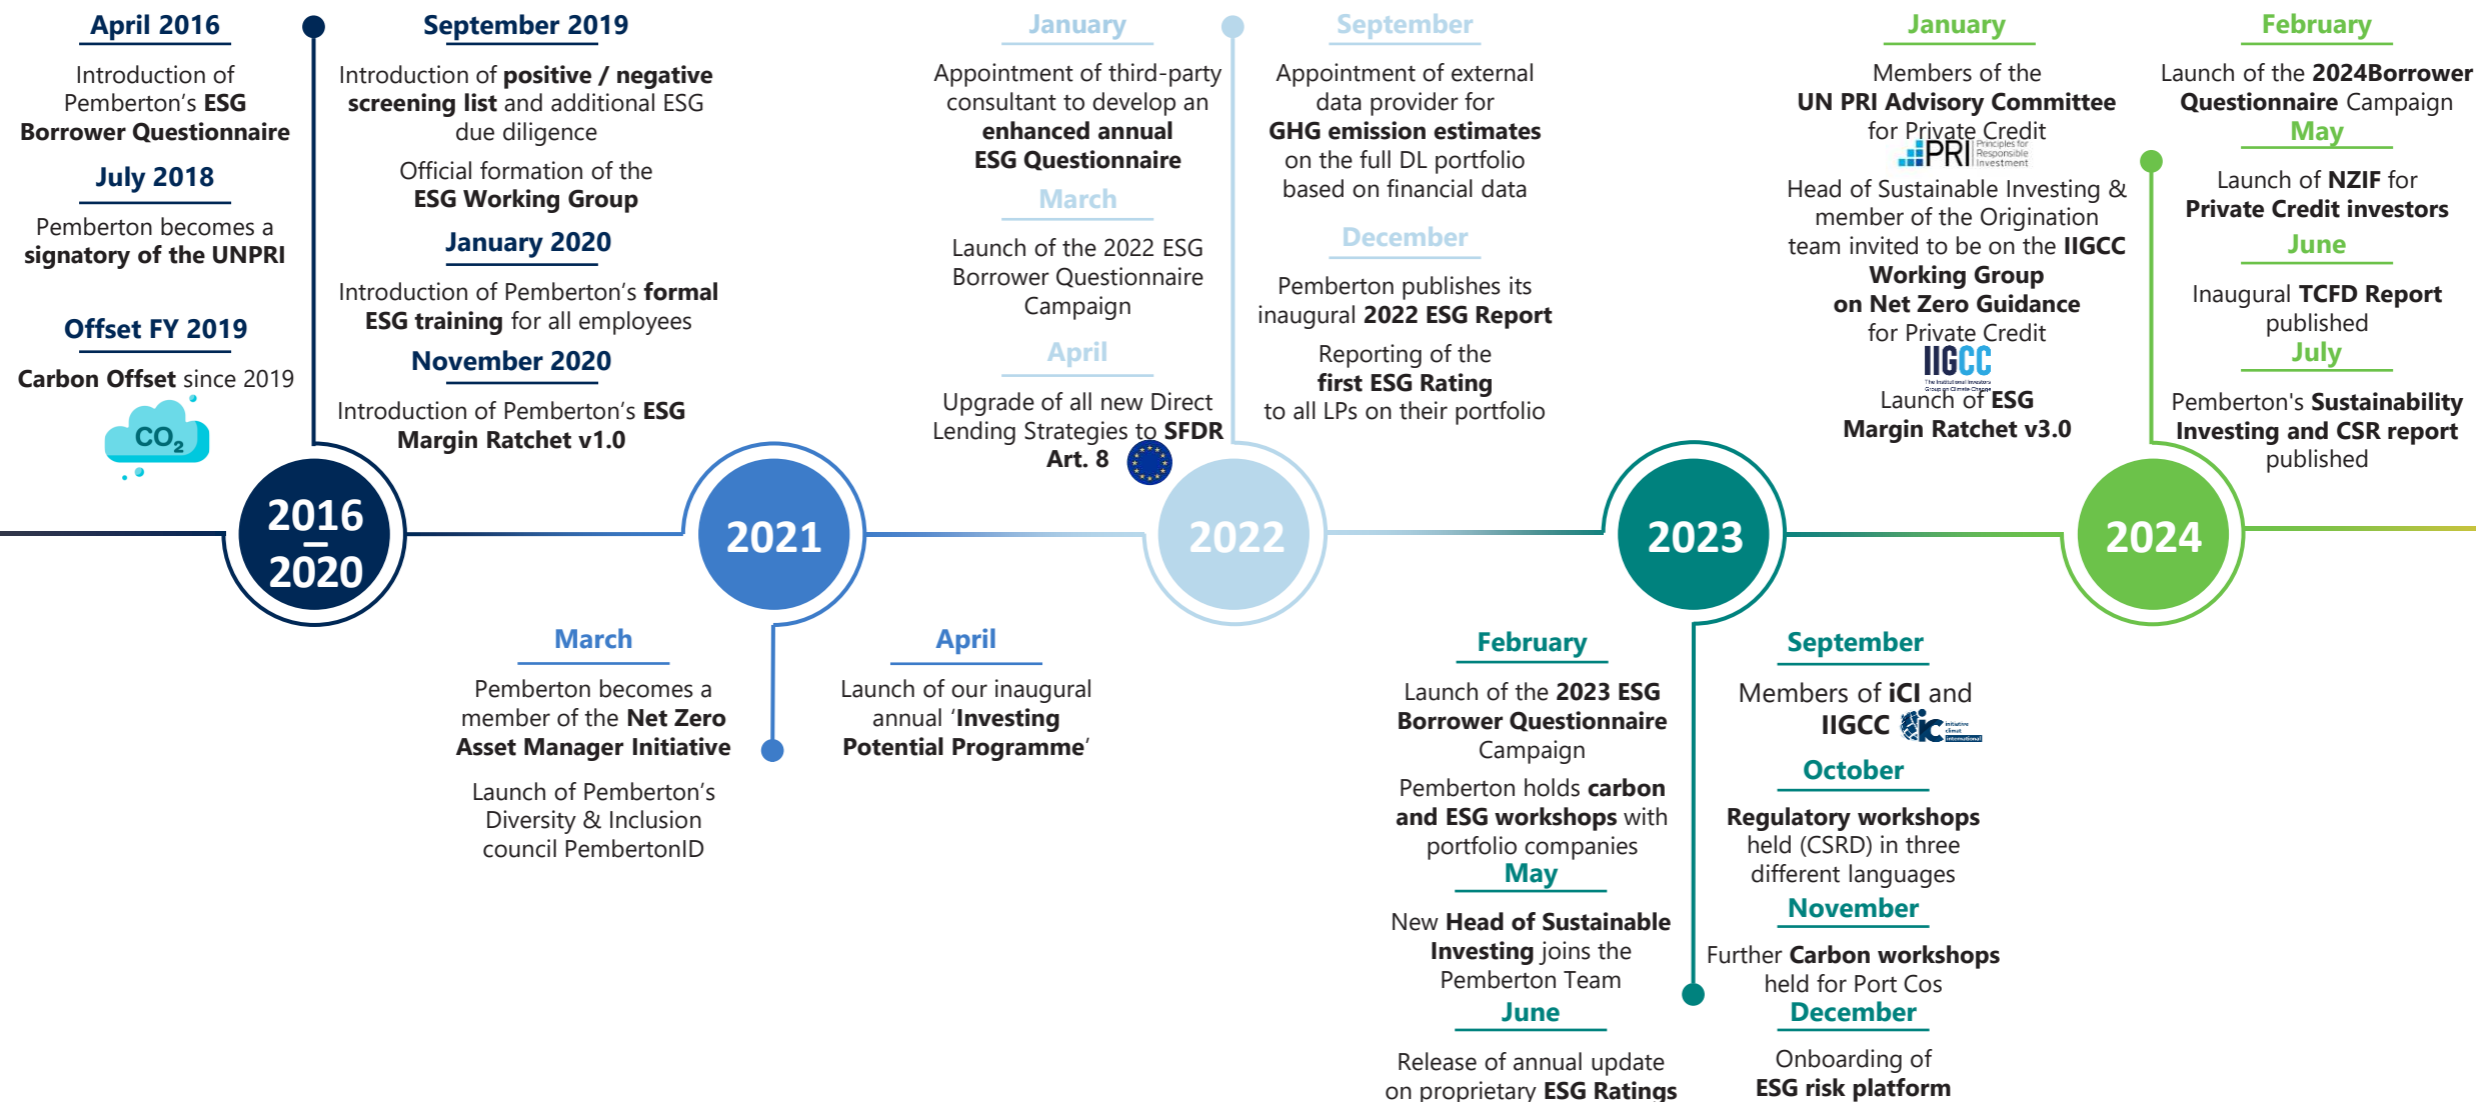 April 2016
Introduction of
Pemberton's ESG
Borrower Questionnaire
July 2018
Pemberton becomes a
signatory of the UNPRI
Offset FY 2019
Carbon Offset since 2019
CO2
September 2019
Introduction of positive / negative
screening list and additional ESG
due diligence
Official formation of the
ESG Working Group
January 2020
Introduction of Pemberton's formal
ESG training for all employees
November 2020
Introduction of Pemberton's ESG
Margin Ratchet v1.0
2016
–
2020
2021
March
Pemberton becomes a
member of the Net Zero
Asset Manager Initiative
Launch of Pemberton's
Diversity & Inclusion
council PembertonID
April
Launch of our inaugural
annual ‘Investing
Potential Programme’
January
Appointment of third-party
consultant to develop an
enhanced annual
ESG Questionnaire
March
Launch of the 2022 ESG
Borrower Questionnaire
Campaign
April
Upgrade of all new Direct
Lending Strategies to SFDR
Art. 8
September
Appointment of external
data provider for
GHG emission estimates
on the full DL portfolio
based on financial data
December
Pemberton publishes its
inaugural 2022 ESG Report
Reporting of the
first ESG Rating
to all LPs on their portfolio
2022
2023
February
Launch of the 2023 ESG
Borrower Questionnaire
Campaign
Pemberton holds carbon
and ESG workshops with
portfolio companies
May
New Head of Sustainable
Investing joins the
Pemberton Team
June
Release of annual update
on proprietary ESG Ratings
September
Members of iCI and
IIGCC
iC
initiative
climat
international
October
Regulatory workshops
held (CSRD) in three
different languages
November
Further Carbon workshops
held for Port Cos
December
Onboarding of
ESG risk platform
January
Members of the
UN PRI Advisory Committee
for Private Credit
PRI
Principles for
Responsible
Investment
Head of Sustainable Investing &
member of the Origination
team invited to be on the IIGCC
Working Group
on Net Zero Guidance
for Private Credit
IIGCC
The Institutional Investors
Group on Climate Change
Launch of ESG
Margin Ratchet v3.0
February
Launch of the 2024Borrower
Questionnaire Campaign
May
Launch of NZIF for
Private Credit investors
June
Inaugural TCFD Report
published
July
Pemberton's Sustainability
Investing and CSR report
published
2024